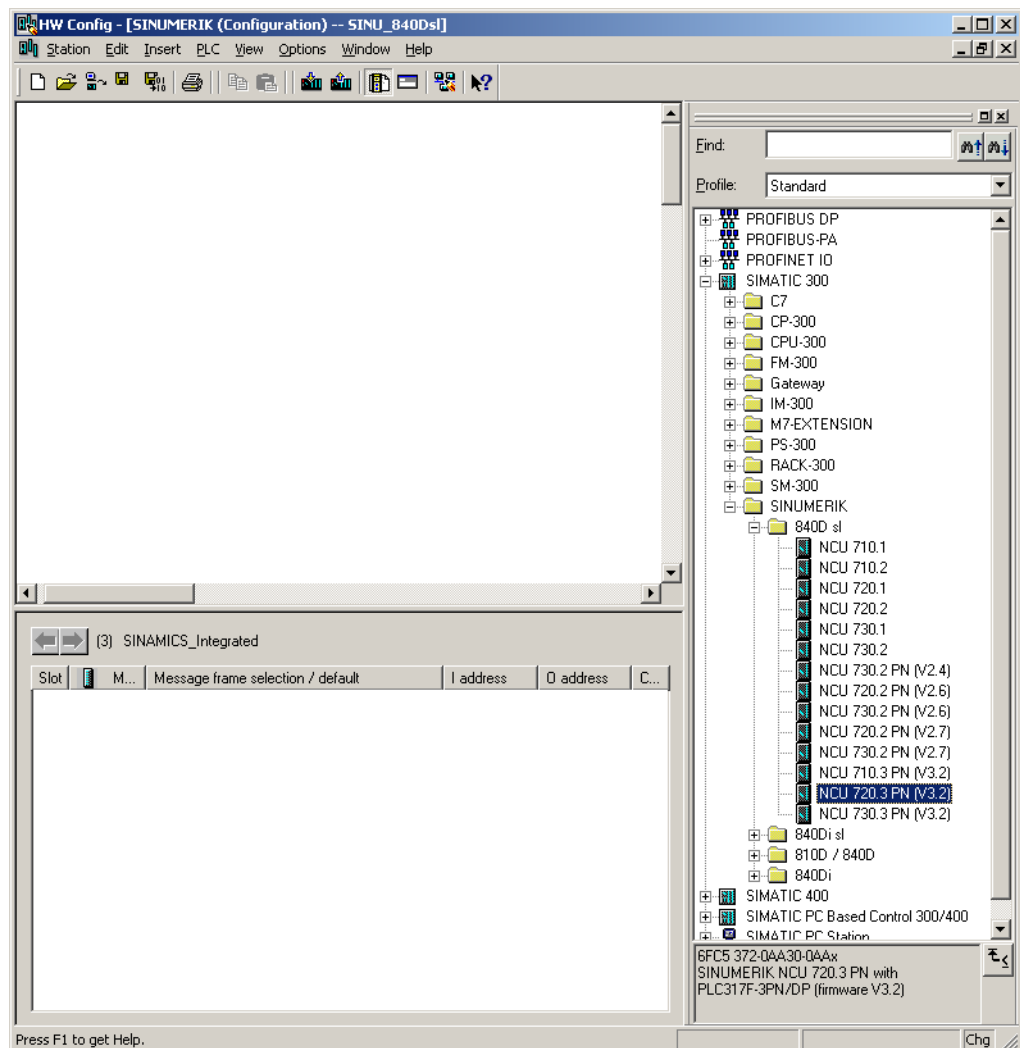 HW Config - [SINUMERIK (Configuration) -- SINU_840Dsl]
Station Edit Insert PLC View Options Window Help
Find:
Profile: Standard
PROFIBUS DP
PROFIBUS-PA
PROFINET IO
SIMATIC 300
C7
CP-300
CPU-300
FM-300
Gateway
IM-300
M7-EXTENSION
PS-300
RACK-300
SM-300
SINUMERIK
840D sl
NCU 710.1
NCU 710.2
NCU 720.1
NCU 720.2
NCU 730.1
NCU 730.2
NCU 730.2 PN (V2.4)
NCU 720.2 PN (V2.6)
NCU 730.2 PN (V2.6)
NCU 720.2 PN (V2.7)
NCU 730.2 PN (V2.7)
NCU 710.3 PN (V3.2)
NCU 720.3 PN (V3.2)
NCU 730.3 PN (V3.2)
840Di sl
810D / 840D
840Di
SIMATIC 400
SIMATIC PC Based Control 300/400
SIMATIC PC Station
6FC5 372-0AA30-0AAx
SINUMERIK NCU 720.3 PN with
PLC317F-3PN/DP (firmware V3.2)
(3) SINAMICS_Integrated
Slot M... Message frame selection / default I address O address C...
Press F1 to get Help.
Chg